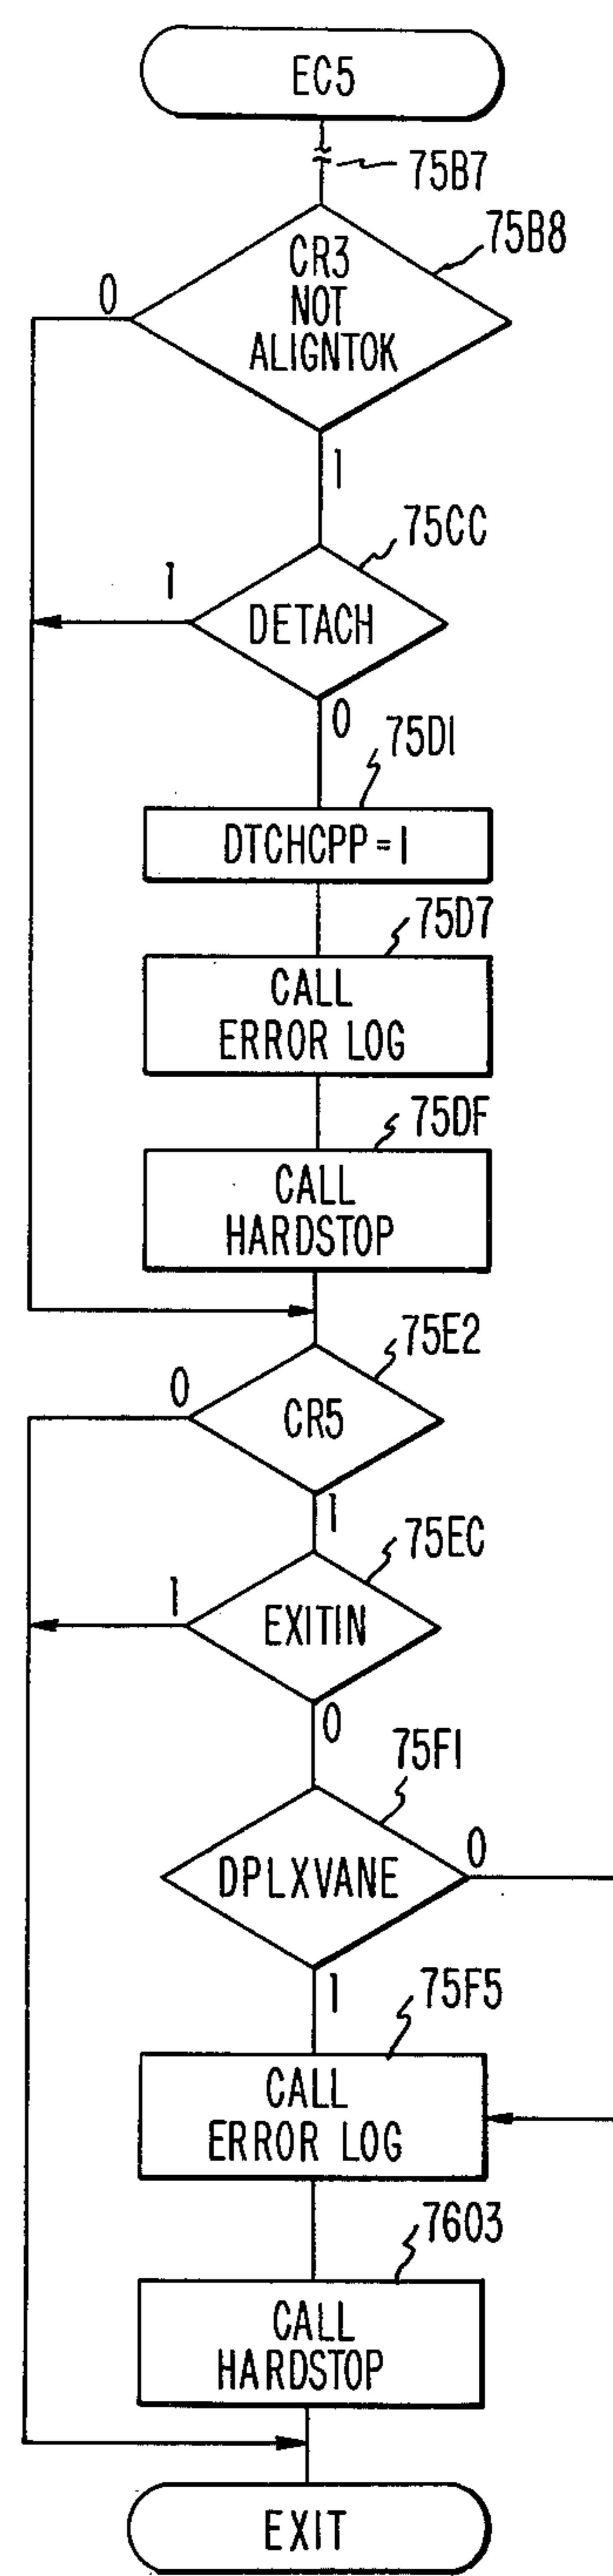 EC5
75B7
75B8
CR3
NOT
ALIGNTOK
0
1
75CC
DETACH
1
0
75D1
DTCHCPP = 1
75D7
CALL
ERROR LOG
75DF
CALL
HARDSTOP
75E2
CR5
0
1
75EC
EXITIN
1
0
75F1
DPLXVANE
0
1
75F5
CALL
ERROR LOG
7603
CALL
HARDSTOP
EXIT